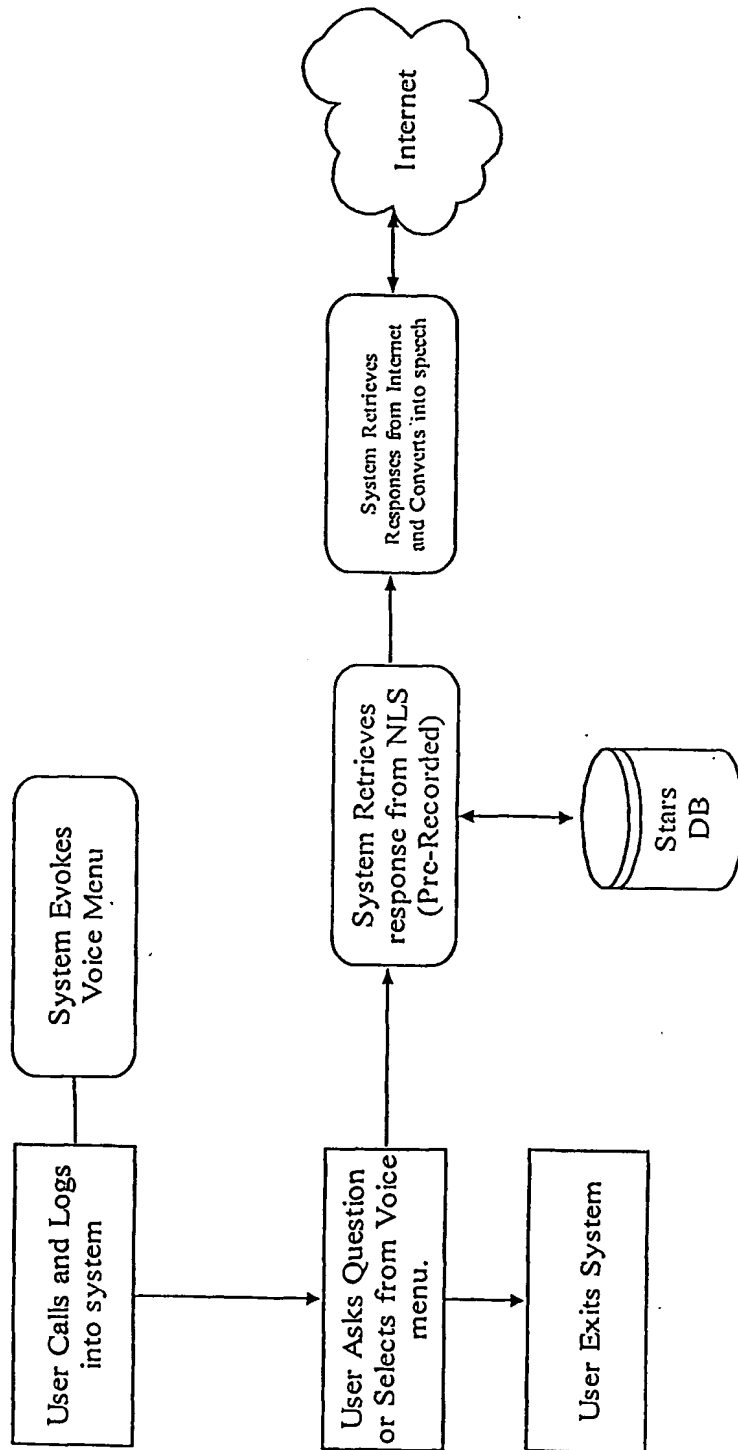 User Calls and Logs
into system
System Evokes
Voice Menu
User Asks Question
or Selects from Voice
menu.
System Retrieves
response from NLS
(Pre-Recorded)
System Retrieves
Responses from Internet
and Converts into speech
Internet
Stars
DB
User Exits System